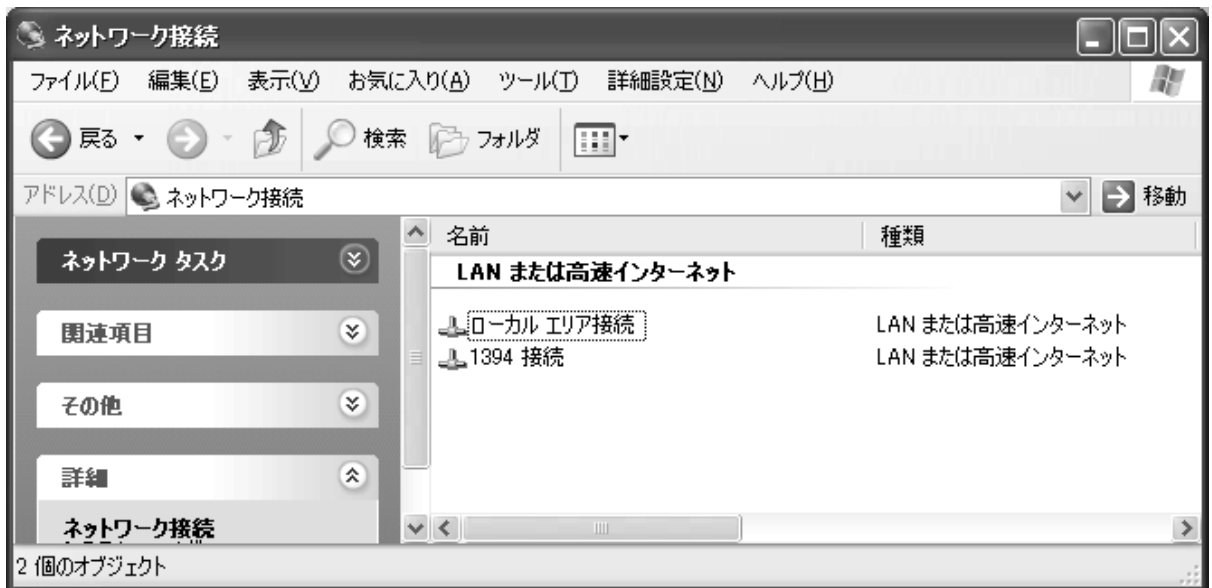 ネットワーク接続
ファイル(F) 編集(E) 表示(V) お気に入り(A) ツール(T) 詳細設定(N) ヘルプ(H)
戻る 検索 フォルダ
アドレス(D) ネットワーク接続 移動
ネットワーク タスク
関連項目
その他
詳細
ネットワーク接続
名前 種類
LAN または高速インターネット
ローカル エリア接続 LAN または高速インターネット
1394 接続 LAN または高速インターネット
2 個のオブジェクト